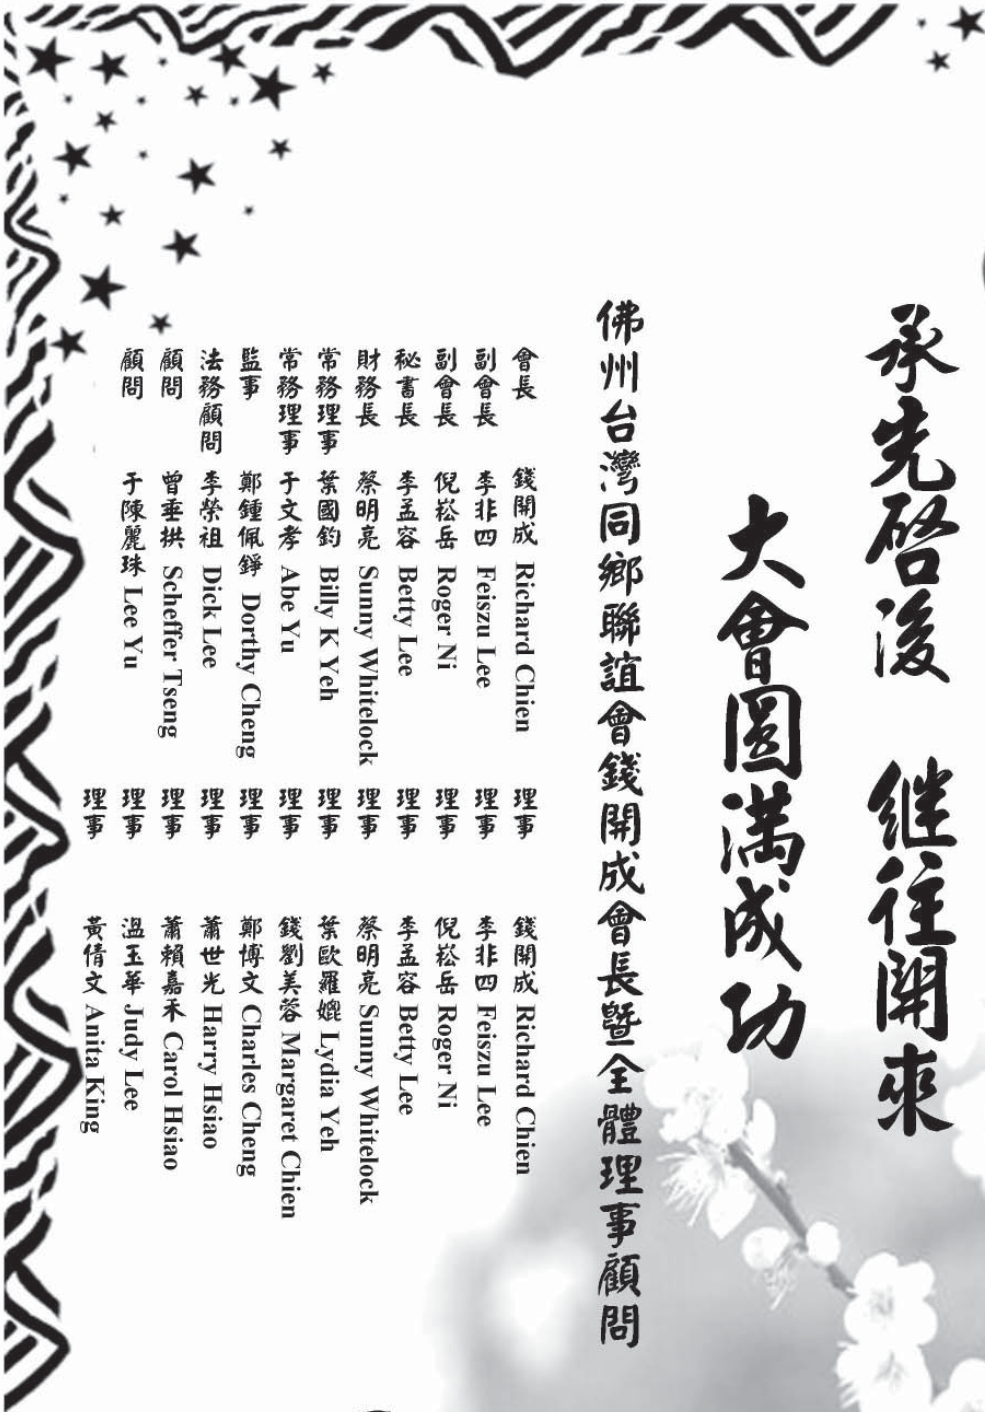 承先啓後　繼往開來
大會圓滿成功
佛州台灣同鄉聯誼會錢開成會長暨全體理事顧問
會長 錢開成 Richard Chien
副會長 李非四 Feiszu Lee
副會長 倪崧岳 Roger Ni
秘書長 李孟容 Betty Lee
財務長 蔡明亮 Sunny Whitelock
常務理事 葉國鈞 Billy K Yeh
常務理事 于文孝 Abe Yu
監事 鄭鍾佩錚 Dorthy Cheng
法務顧問 李榮祖 Dick Lee
顧問 曾垂拱 Scheffer Tseng
顧問 于陳麗珠 Lee Yu
理事 錢開成 Richard Chien
理事 李非四 Feiszu Lee
理事 倪崧岳 Roger Ni
理事 李孟容 Betty Lee
理事 蔡明亮 Sunny Whitelock
理事 葉歐羅嬔 Lydia Yeh
理事 錢劉美蓉 Margaret Chien
理事 鄭博文 Charles Cheng
理事 蕭世光 Harry Hsiao
理事 蕭賴嘉禾 Carol Hsiao
理事 溫玉華 Judy Lee
理事 黃倩文 Anita King